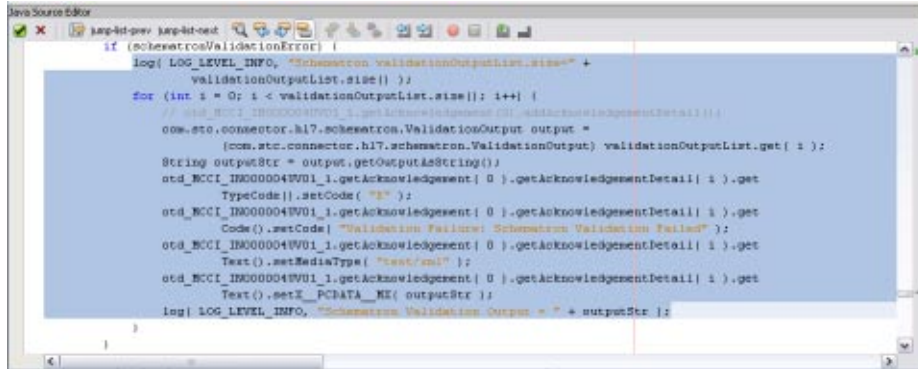 Java Source Editor
jump-list-prev jump-list-next
if (schematronValidationError) {
log( LOG_LEVEL_INFO, "Schematron validationOutputList.size=" +
validationOutputList.size() );
for (int i = 0; i < validationOutputList.size(); i++) {
// otd_MCCI_IN000004UV01_1.getAcknowledgement(0).addAcknowledgementDetail();
com.stc.connector.hl7.schematron.ValidationOutput output =
(com.stc.connector.hl7.schematron.ValidationOutput) validationOutputList.get( i );
String outputStr = output.getOutputAsString();
otd_MCCI_IN000004UV01_1.getAcknowledgement( 0 ).getAcknowledgementDetail( i ).get
TypeCode().setCode( "E" );
otd_MCCI_IN000004UV01_1.getAcknowledgement( 0 ).getAcknowledgementDetail( i ).get
Code().setCode( "Validation Failure: Schematron Validation Failed" );
otd_MCCI_IN000004UV01_1.getAcknowledgement( 0 ).getAcknowledgementDetail( i ).get
Text().setMediaType( "text/xml" );
otd_MCCI_IN000004UV01_1.getAcknowledgement( 0 ).getAcknowledgementDetail( i ).get
Text().setX__PCDATA__MX( outputStr );
log( LOG_LEVEL_INFO, "Schematron Validation Output = " + outputStr );
}
}